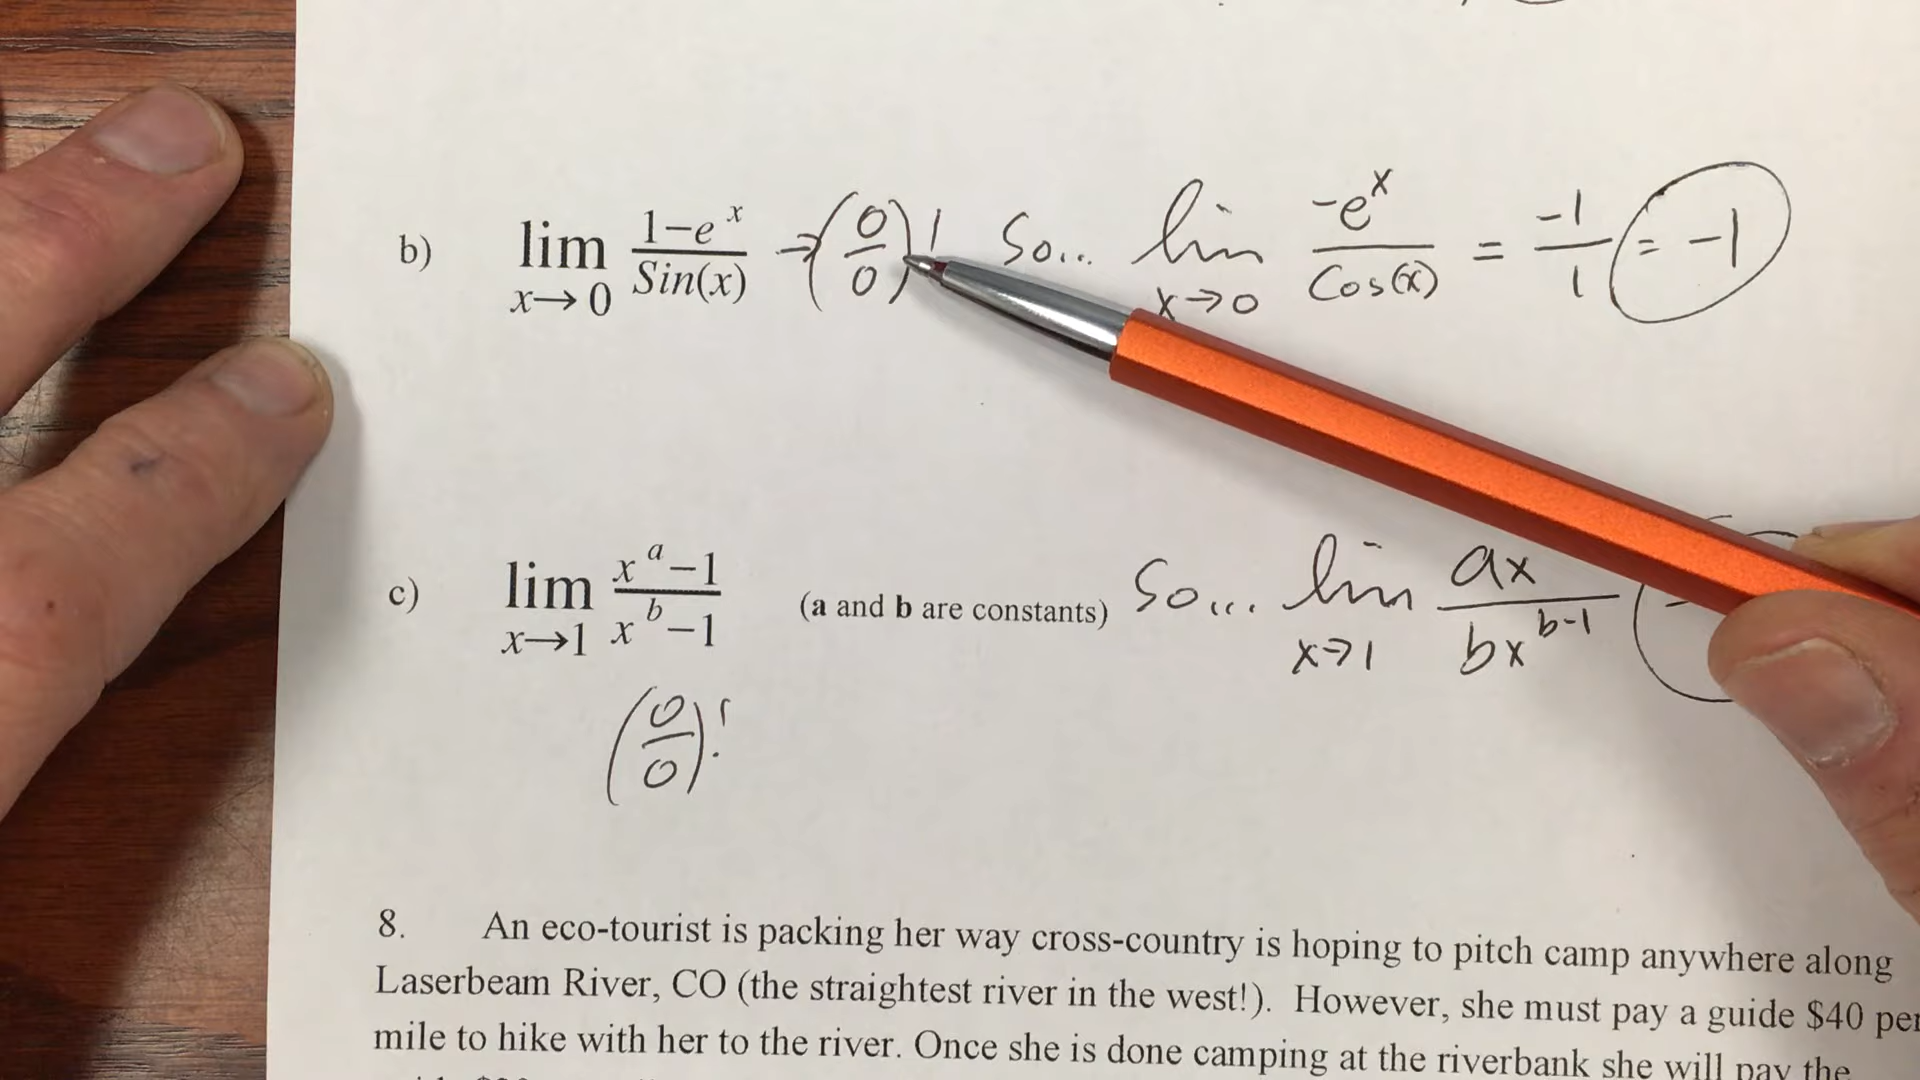 b) lim x→0 1−e^x / Sin(x) → (0/0)! So... lim x→0 -e^x / Cos(x) = -1/1 = -1
c) lim x→1 x^a−1 / x^b−1 (a and b are constants) So... lim x→1 ax / bx^b-1
(0/0)!
8. An eco-tourist is packing her way cross-country is hoping to pitch camp anywhere along
Laserbeam River, CO (the straightest river in the west!). However, she must pay a guide $40 per
mile to hike with her to the river. Once she is done camping at the riverbank she will pay the